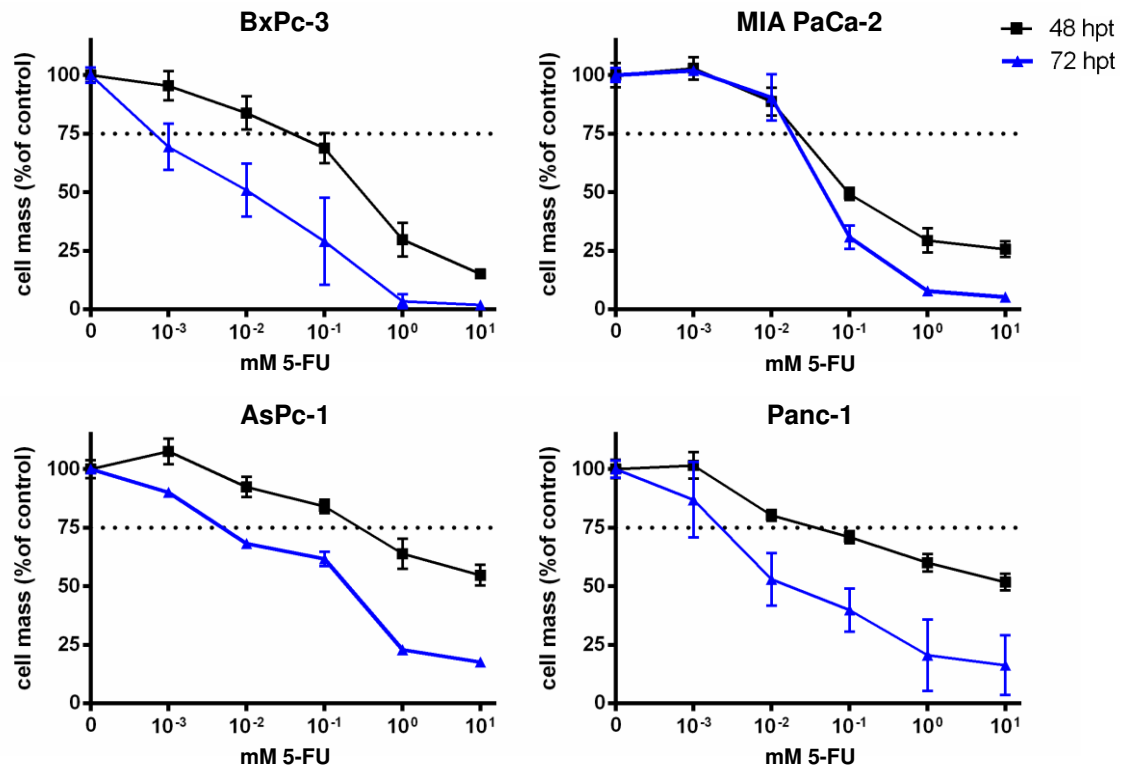 BxPc-3
cell mass (%of control)
100
75
50
25
0
0 10⁻³ 10⁻² 10⁻¹ 10⁰ 10¹
mM 5-FU
MIA PaCa-2
48 hpt
72 hpt
cell mass (%of control)
100
75
50
25
0
0 10⁻³ 10⁻² 10⁻¹ 10⁰ 10¹
mM 5-FU
AsPc-1
cell mass (%of control)
100
75
50
25
0
0 10⁻³ 10⁻² 10⁻¹ 10⁰ 10¹
mM 5-FU
Panc-1
cell mass (%of control)
100
75
50
25
0
0 10⁻³ 10⁻² 10⁻¹ 10⁰ 10¹
mM 5-FU